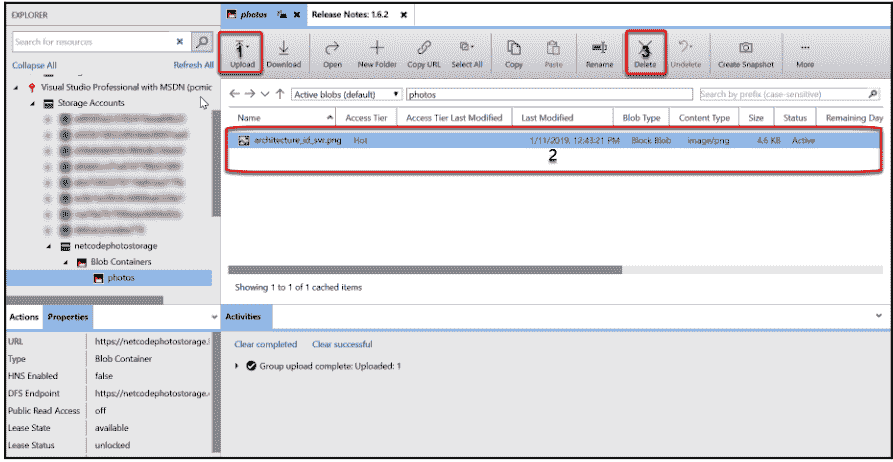 EXPLORER
Search for resources
Collapse All Refresh All
Visual Studio Professional with MSDN (pomic
Storage Accounts
netcodephotostorage
Blob Containers
photos
Actions Properties
URL https://netcodephotostorage.
Type Blob Container
HNS Enabled false
DFS Endpoint https://netcodephotostorage.
Public Read Access off
Lease State available
Lease Status unlocked
photos Release Notes: 1.6.2
1 3
Upload Download Open New Folder Copy URL Select All Copy Paste Rename Delete Undelete Create Snapshot More
Active blobs (default) photos Search by prefix (case-sensitive)
Name Access Tier Access Tier Last Modified Last Modified Blob Type Content Type Size Status Remaining Day
architecture_id_svr.png Hot 1/11/2019, 12:43:21 PM Block Blob image/png 4.6 KB Active
2
Showing 1 to 1 of 1 cached items
Activities
Clear completed Clear successful
Group upload complete: Uploaded: 1